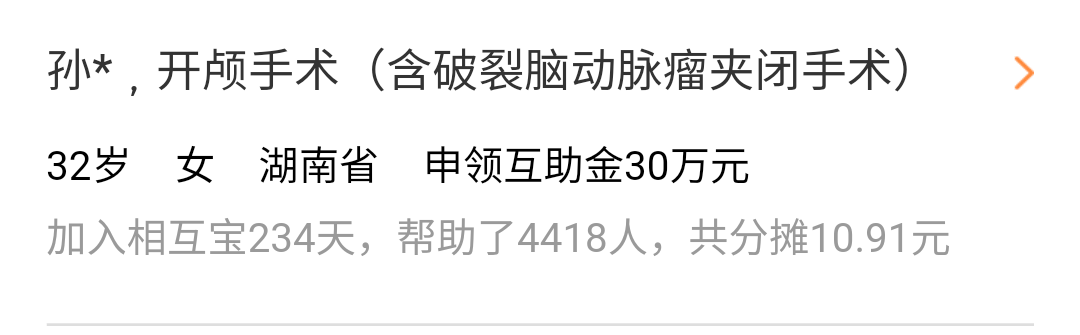 孙*，开颅手术（含破裂脑动脉瘤夹闭手术）
32岁 女 湖南省 申领互助金30万元
加入相互宝234天，帮助了4418人，共分摊10.91元